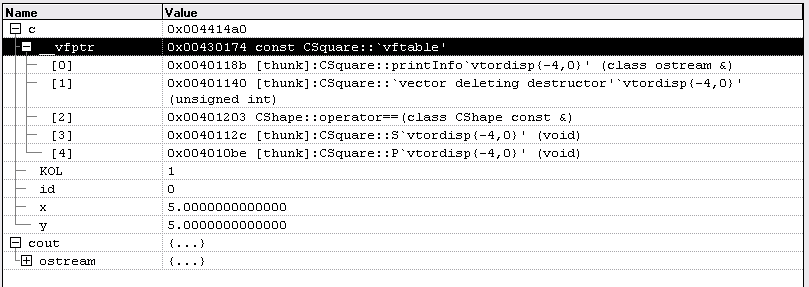 Name Value
c 0x004414a0
__vfptr 0x00430174 const CSquare::`vftable'
[0] 0x0040118b [thunk]:CSquare::printInfo`vtordisp{-4,0}' (class ostream &)
[1] 0x00401140 [thunk]:CSquare::`vector deleting destructor'`vtordisp{-4,0}'
(unsigned int)
[2] 0x00401203 CShape::operator==(class CShape const &)
[3] 0x0040112c [thunk]:CSquare::S`vtordisp{-4,0}' (void)
[4] 0x004010be [thunk]:CSquare::P`vtordisp{-4,0}' (void)
KOL 1
id 0
x 5.0000000000000
y 5.0000000000000
cout {...}
ostream {...}